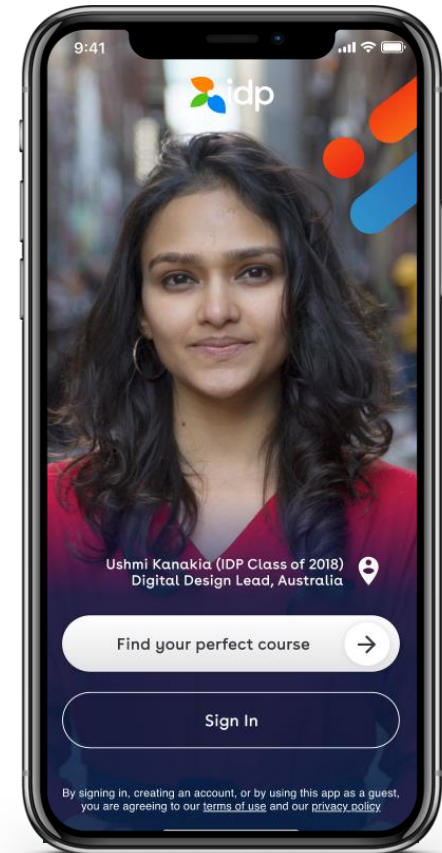 9:41
idp
Ushmi Kanakia (IDP Class of 2018)
Digital Design Lead, Australia
Find your perfect course
Sign In
By signing in, creating an account, or by using this app as a guest,
you are agreeing to our terms of use and our privacy policy